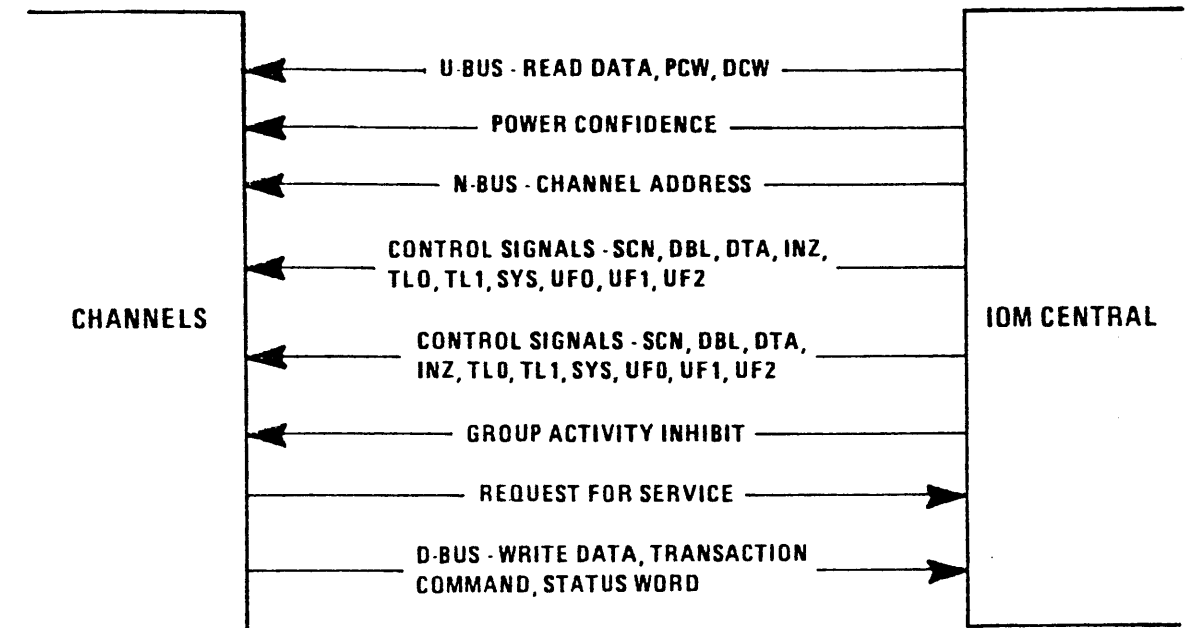 U-BUS - READ DATA, PCW, DCW
POWER CONFIDENCE
N-BUS - CHANNEL ADDRESS
CONTROL SIGNALS - SCN, DBL, DTA, INZ,
TL0, TL1, SYS, UF0, UF1, UF2
CHANNELS
IOM CENTRAL
CONTROL SIGNALS - SCN, DBL, DTA,
INZ, TL0, TL1, SYS, UF0, UF1, UF2
GROUP ACTIVITY INHIBIT
REQUEST FOR SERVICE
D-BUS - WRITE DATA, TRANSACTION
COMMAND, STATUS WORD